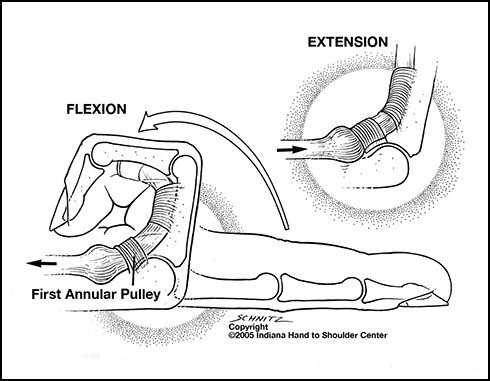 EXTENSION
FLEXION
First Annular Pulley
SCHNITZ
Copyright
©2005 Indiana Hand to Shoulder Center